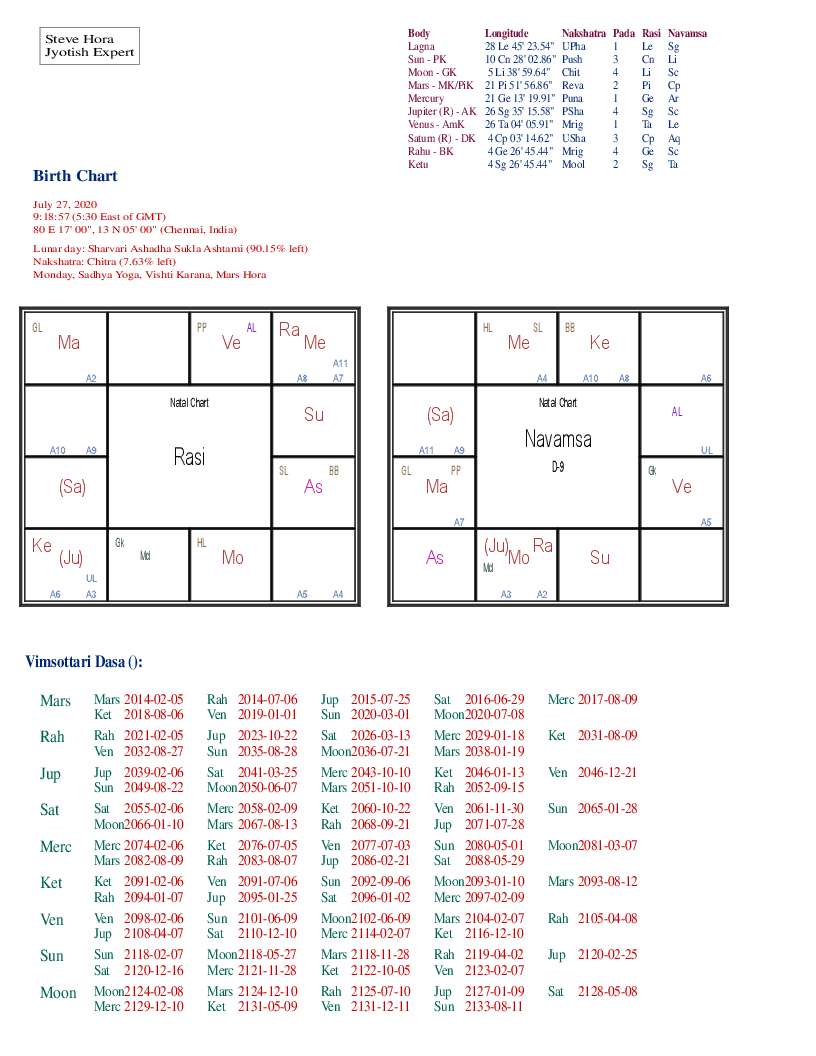 Steve Hora
Jyotish Expert
Body Longitude Nakshatra Pada Rasi Navamsa
Lagna 28 Le 45' 23.54" UPha 1 Le Sg
Sun - PK 10 Cn 28' 02.86" Push 3 Cn Li
Moon - GK 5 Li 38' 59.64" Chit 4 Li Sc
Mars - MK/PiK 21 Pi 51' 56.86" Reva 2 Pi Cp
Mercury 21 Ge 13' 19.91" Puna 1 Ge Ar
Jupiter (R) - AK 26 Sg 35' 15.58" PSha 4 Sg Sc
Venus - AmK 26 Ta 04' 05.91" Mrig 1 Ta Le
Saturn (R) - DK 4 Cp 03' 14.62" USha 3 Cp Aq
Rahu - BK 4 Ge 26' 45.44" Mrig 4 Ge Sc
Ketu 4 Sg 26' 45.44" Mool 2 Sg Ta
Birth Chart
July 27, 2020
9:18:57 (5:30 East of GMT)
80 E 17' 00", 13 N 05' 00" (Chennai, India)
Lunar day: Sharvari Ashadha Sukla Ashtami (90.15% left)
Nakshatra: Chitra (7.63% left)
Monday, Sadhya Yoga, Vishti Karana, Mars Hora
GL PP AL Ra
Ma Ve Me
A11
A2 A8 A7
Natal Chart
Su
Rasi
A10 A9
SL BB
(Sa) As
Ke Gk HL
(Ju) Md Mo
UL
A6 A3 A5 A4
HL SL BB
Me Ke
A4 A10 A8 A6
Natal Chart
(Sa) AL
Navamsa
A11 A9 UL
D-9
GL PP Gk
Ma Ve
A7 A5
(Ju) Ra
As Mo Su
Md
A3 A2
Vimsottari Dasa ():
Mars Mars 2014-02-05 Rah 2014-07-06 Jup 2015-07-25 Sat 2016-06-29 Merc 2017-08-09
Ket 2018-08-06 Ven 2019-01-01 Sun 2020-03-01 Moon2020-07-08
Rah Rah 2021-02-05 Jup 2023-10-22 Sat 2026-03-13 Merc 2029-01-18 Ket 2031-08-09
Ven 2032-08-27 Sun 2035-08-28 Moon2036-07-21 Mars 2038-01-19
Jup Jup 2039-02-06 Sat 2041-03-25 Merc 2043-10-10 Ket 2046-01-13 Ven 2046-12-21
Sun 2049-08-22 Moon2050-06-07 Mars 2051-10-10 Rah 2052-09-15
Sat Sat 2055-02-06 Merc 2058-02-09 Ket 2060-10-22 Ven 2061-11-30 Sun 2065-01-28
Moon2066-01-10 Mars 2067-08-13 Rah 2068-09-21 Jup 2071-07-28
Merc Merc 2074-02-06 Ket 2076-07-05 Ven 2077-07-03 Sun 2080-05-01 Moon2081-03-07
Mars 2082-08-09 Rah 2083-08-07 Jup 2086-02-21 Sat 2088-05-29
Ket Ket 2091-02-06 Ven 2091-07-06 Sun 2092-09-06 Moon2093-01-10 Mars 2093-08-12
Rah 2094-01-07 Jup 2095-01-25 Sat 2096-01-02 Merc 2097-02-09
Ven Ven 2098-02-06 Sun 2101-06-09 Moon2102-06-09 Mars 2104-02-07 Rah 2105-04-08
Jup 2108-04-07 Sat 2110-12-10 Merc 2114-02-07 Ket 2116-12-10
Sun Sun 2118-02-07 Moon2118-05-27 Mars 2118-11-28 Rah 2119-04-02 Jup 2120-02-25
Sat 2120-12-16 Merc 2121-11-28 Ket 2122-10-05 Ven 2123-02-07
Moon Moon2124-02-08 Mars 2124-12-10 Rah 2125-07-10 Jup 2127-01-09 Sat 2128-05-08
Merc 2129-12-10 Ket 2131-05-09 Ven 2131-12-11 Sun 2133-08-11